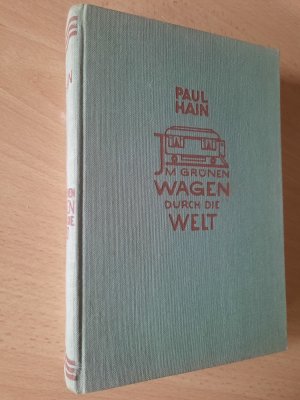 PAUL
HAIN
IM GRÜNEN
WAGEN
DURCH DIE
WELT